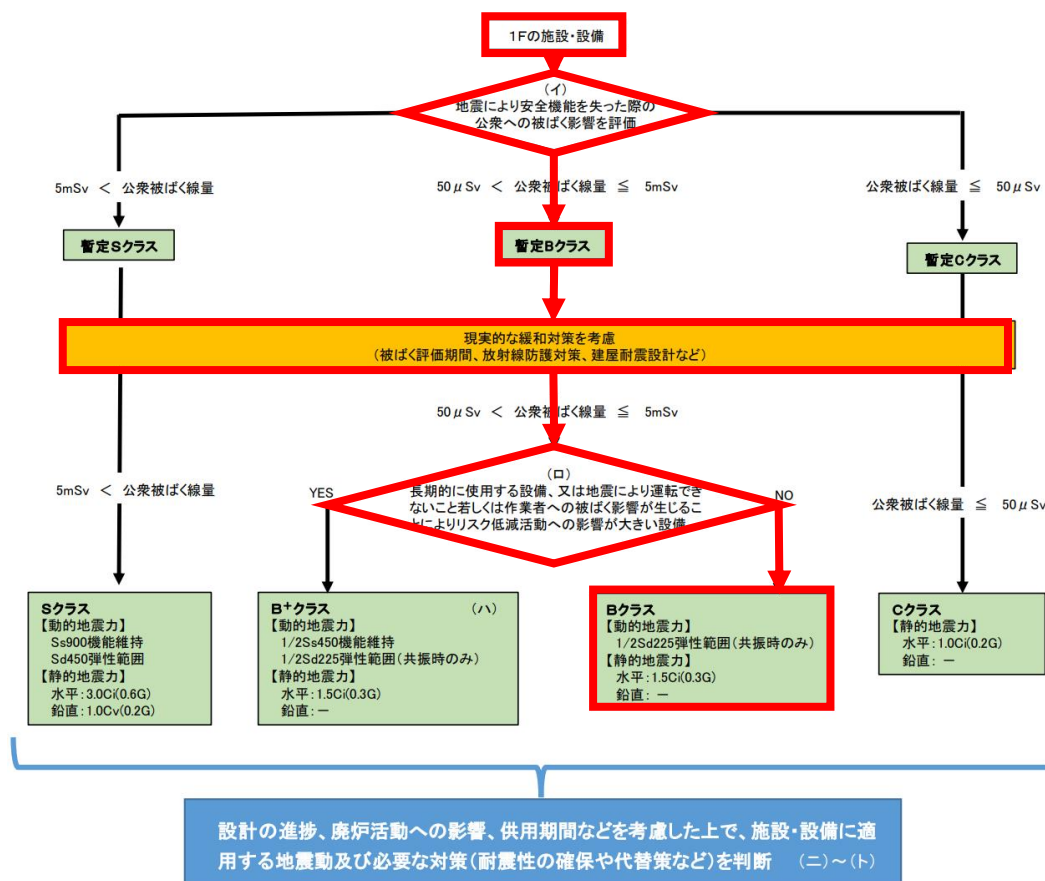 1Fの施設・設備
(イ)
地震により安全機能を失った際の
公衆への被ばく影響を評価
5mSv ＜ 公衆被ばく線量
50μSv ＜ 公衆被ばく線量 ≦ 5mSv
公衆被ばく線量 ≦ 50μSv
暫定Sクラス
暫定Bクラス
暫定Cクラス
現実的な緩和対策を考慮
(被ばく評価期間、放射線防護対策、建屋耐震設計など)
50μSv ＜ 公衆被ばく線量 ≦ 5mSv
5mSv ＜ 公衆被ばく線量
公衆被ばく線量 ≦ 50μSv
(ロ)
長期的に使用する設備、又は地震により運転でき
ないこと若しくは作業者への被ばく影響が生じるこ
とによりリスク低減活動への影響が大きい設備
YES
NO
Sクラス
【動的地震力】
Ss900機能維持
Sd450弾性範囲
【静的地震力】
水平:3.0Ci(0.6G)
鉛直:1.0Cv(0.2G)
B+クラス (ハ)
【動的地震力】
1/2Ss450機能維持
1/2Sd225弾性範囲(共振時のみ)
【静的地震力】
水平:1.5Ci(0.3G)
鉛直:－
Bクラス
【動的地震力】
1/2Sd225弾性範囲(共振時のみ)
【静的地震力】
水平:1.5Ci(0.3G)
鉛直: －
Cクラス
【静的地震力】
水平:1.0Ci(0.2G)
鉛直: －
設計の進捗、廃炉活動への影響、供用期間などを考慮した上で、施設・設備に適
用する地震動及び必要な対策(耐震性の確保や代替策など)を判断 (ニ)～(ト)